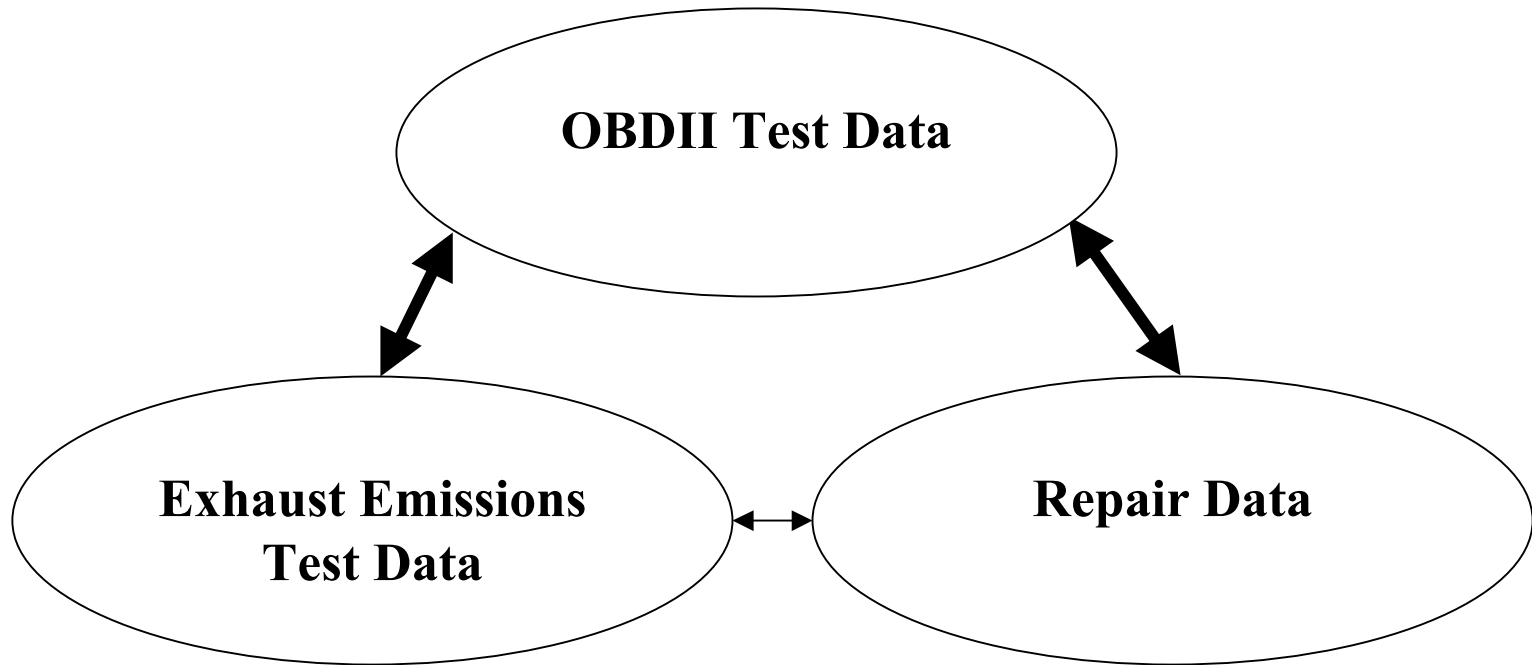 OBDII Test Data
Exhaust Emissions
Test Data
Repair Data